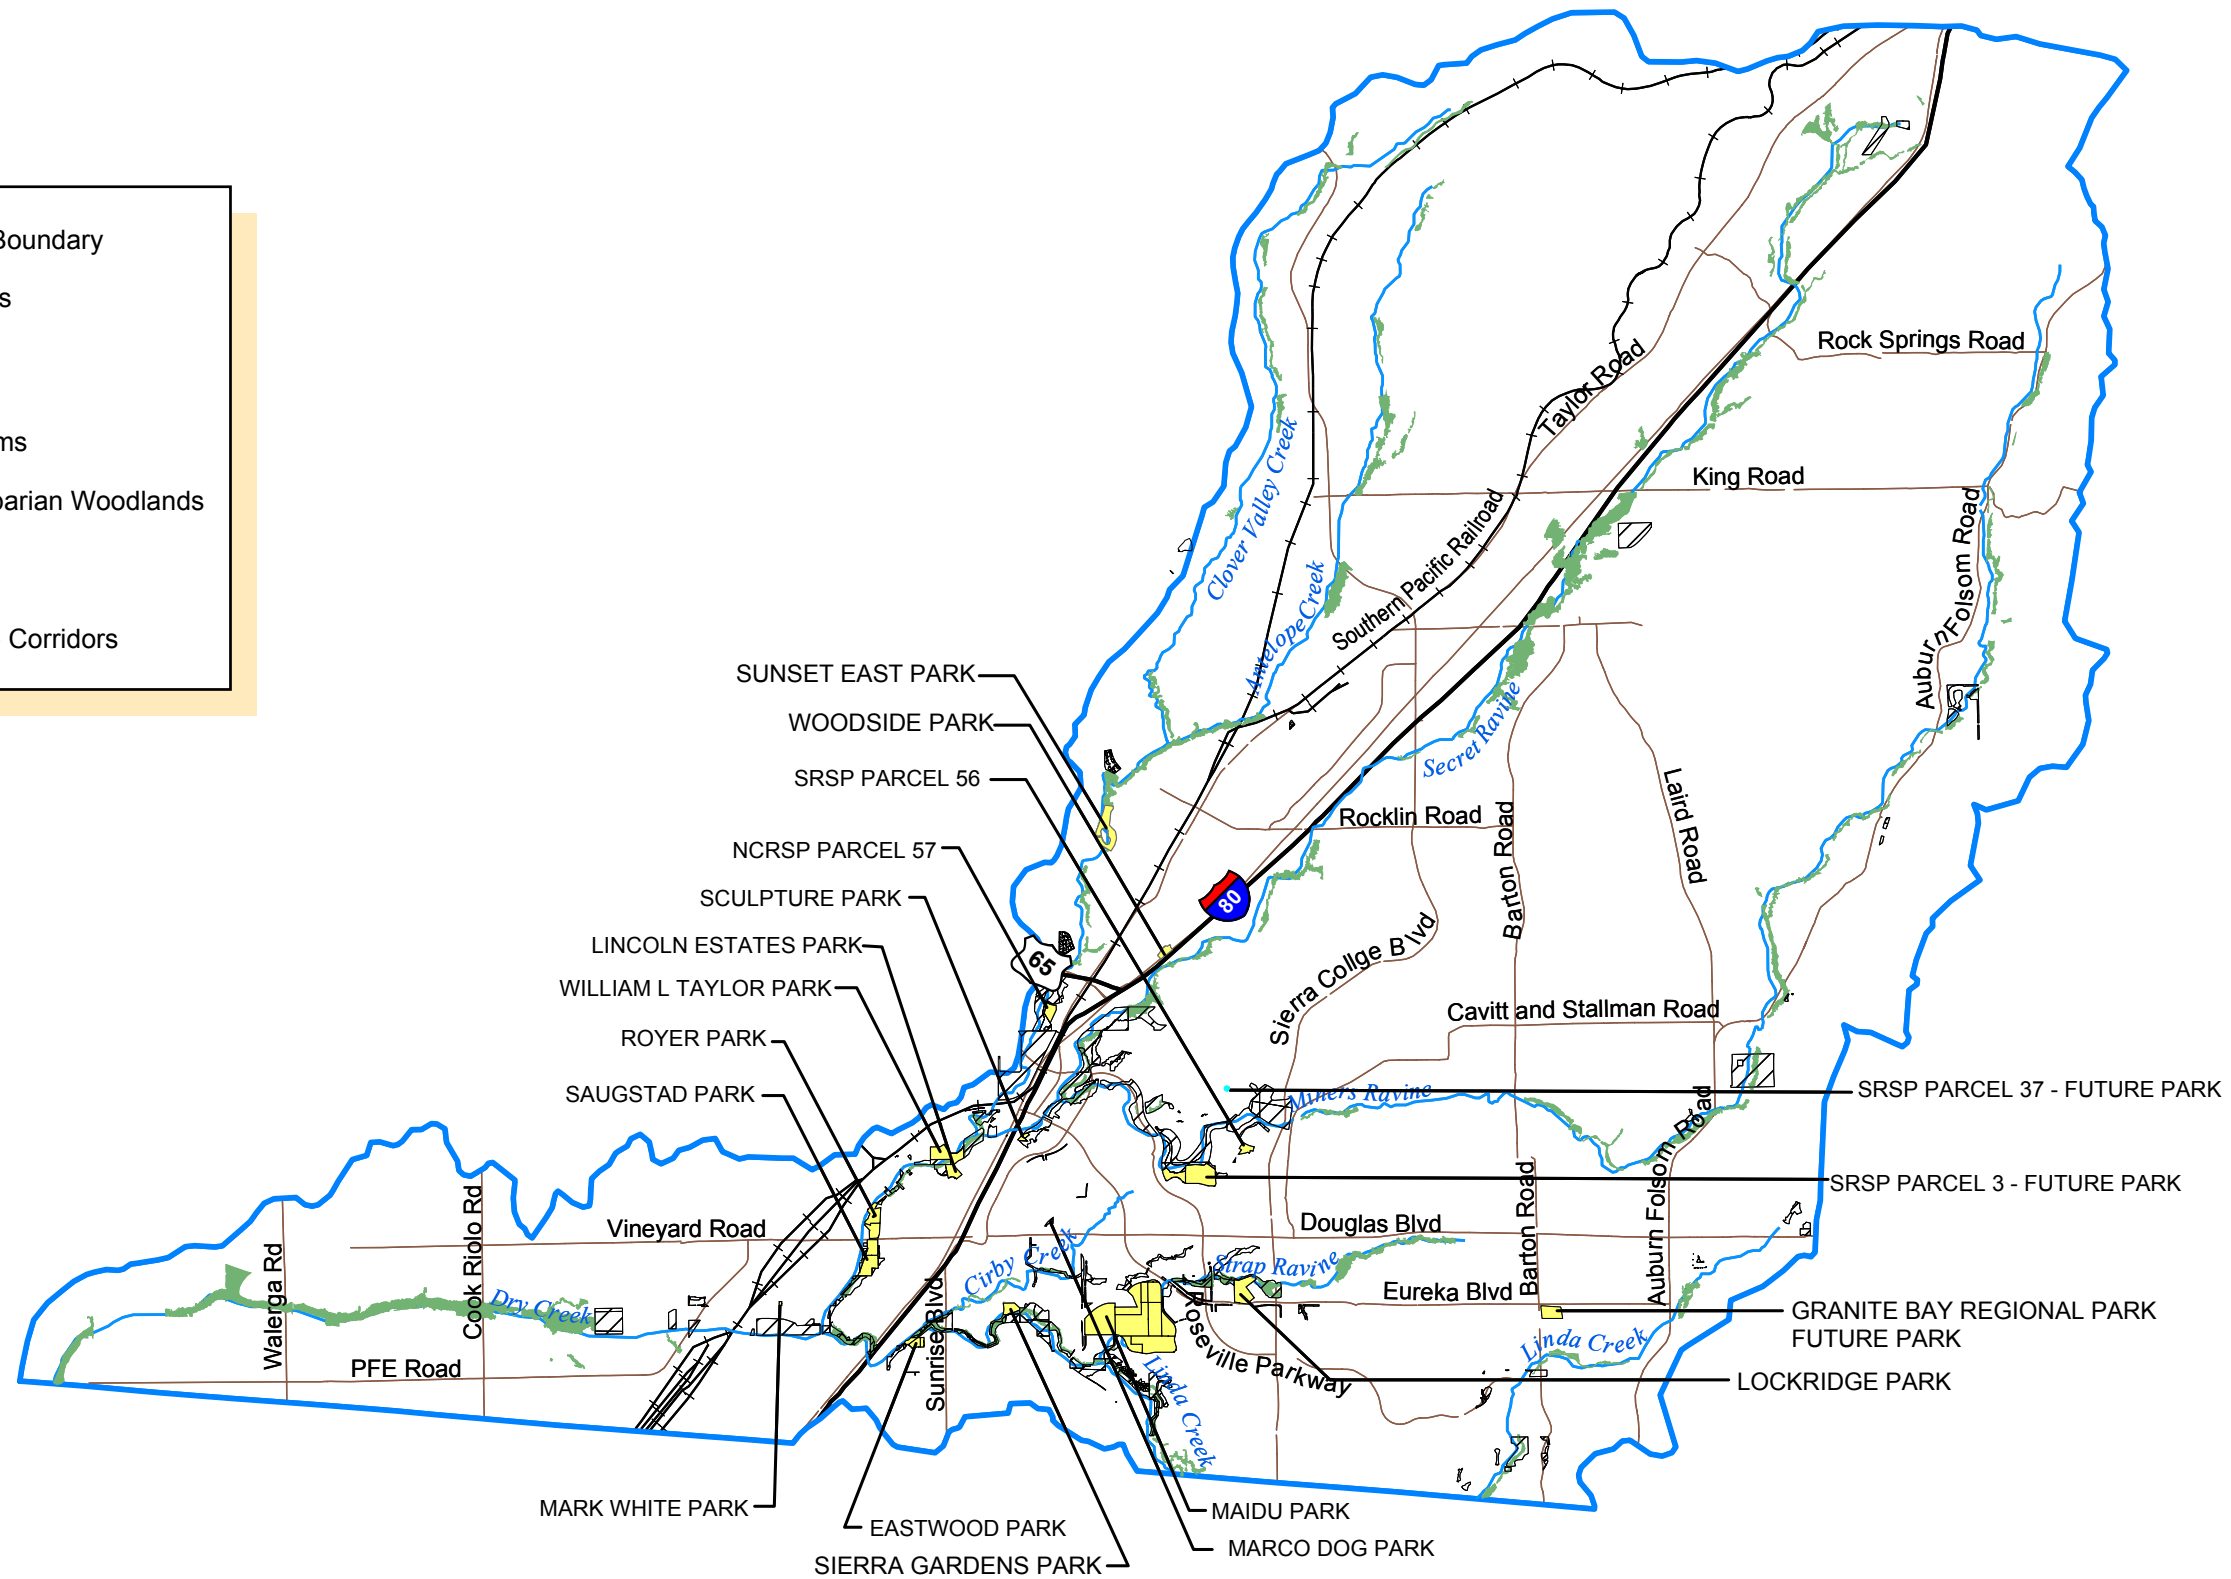 Boundary
s
ms
parian Woodlands
Corridors
Rock Springs Road
Taylor Road
King Road
Clover Valley Creek
Southern Pacific Railroad
AntelopeCreek
Auburn Folsom Road
SUNSET EAST PARK
WOODSIDE PARK
SRSP PARCEL 56
Secret Ravine
Laird Road
Rocklin Road
Barton Road
NCRSP PARCEL 57
SCULPTURE PARK
80
LINCOLN ESTATES PARK
65
Sierra Collge Blvd
WILLIAM L TAYLOR PARK
Cavitt and Stallman Road
ROYER PARK
SAUGSTAD PARK
Miners Ravine
SRSP PARCEL 37 - FUTURE PARK
SRSP PARCEL 3 - FUTURE PARK
Cook Riolo Rd
Vineyard Road
Douglas Blvd
Barton Road
Auburn Folsom Road
Walerga Rd
Cirby Creek
Strap Ravine
Eureka Blvd
Dry Creek
Sunrise Blvd
Roseville Parkway
GRANITE BAY REGIONAL PARK
FUTURE PARK
Linda Creek
PFE Road
Linda Creek
LOCKRIDGE PARK
MARK WHITE PARK
EASTWOOD PARK
MAIDU PARK
MARCO DOG PARK
SIERRA GARDENS PARK